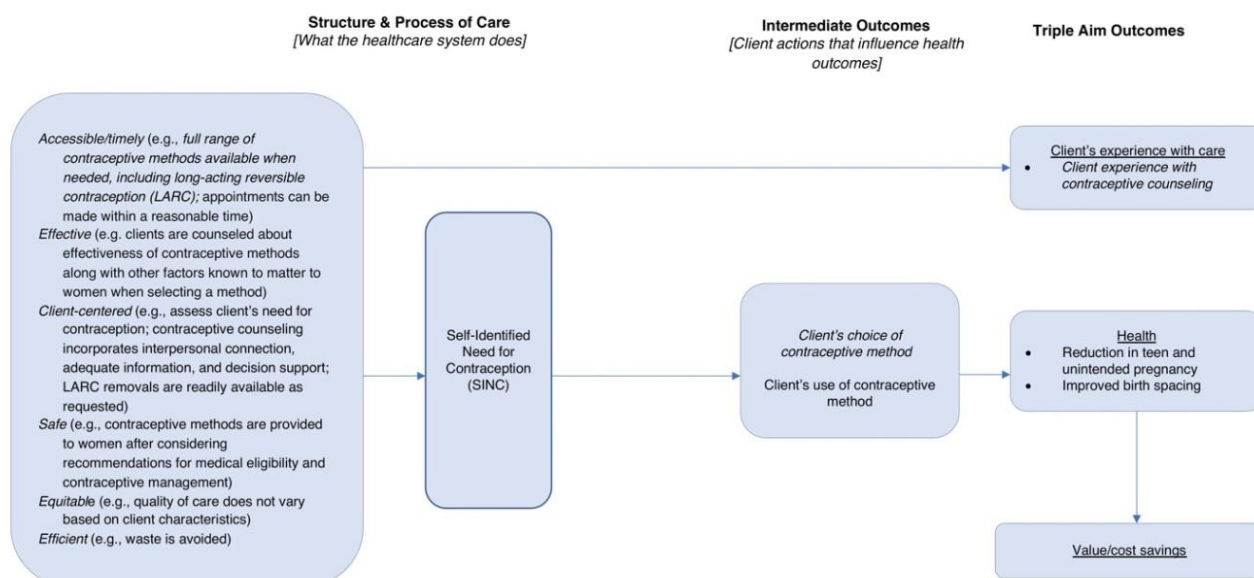 Structure & Process of Care
[What the healthcare system does]
Intermediate Outcomes
[Client actions that influence health
outcomes]
Triple Aim Outcomes
Accessible/timely (e.g., full range of
contraceptive methods available when
needed, including long-acting reversible
contraception (LARC); appointments can be
made within a reasonable time)
Effective (e.g. clients are counseled about
effectiveness of contraceptive methods
along with other factors known to matter to
women when selecting a method)
Client-centered (e.g., assess client's need for
contraception; contraceptive counseling
incorporates interpersonal connection,
adequate information, and decision support;
LARC removals are readily available as
requested)
Safe (e.g., contraceptive methods are provided
to women after considering
recommendations for medical eligibility and
contraceptive management)
Equitable (e.g., quality of care does not vary
based on client characteristics)
Efficient (e.g., waste is avoided)
Self-Identified
Need for
Contraception
(SINC)
Client's choice of
contraceptive method
Client's use of contraceptive
method
Client's experience with care
• Client experience with
contraceptive counseling
Health
• Reduction in teen and
unintended pregnancy
• Improved birth spacing
Value/cost savings